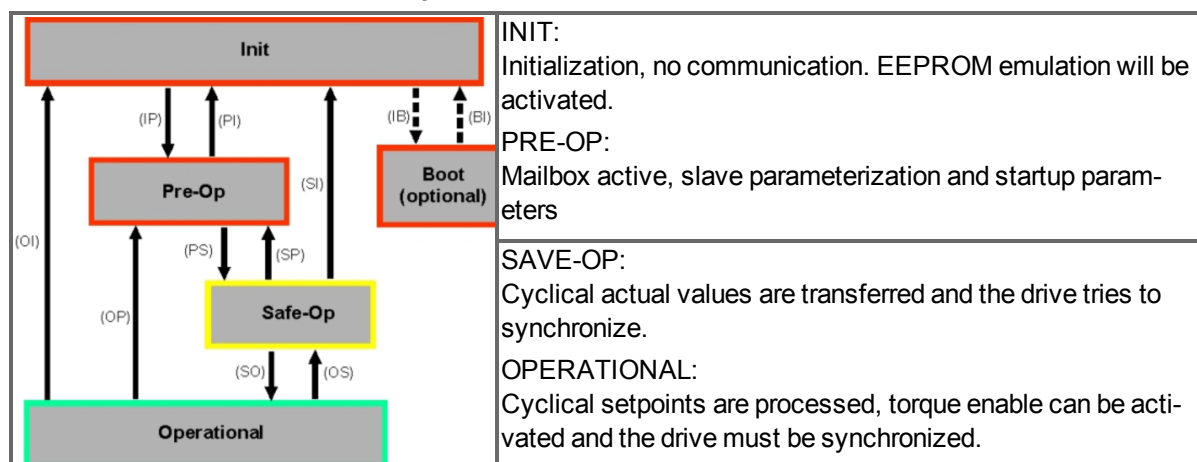 Init
(IP)
(PI)
(IB)
(BI)
Pre-Op
(SI)
Boot
(optional)
(OI)
(PS)
(SP)
(OP)
Safe-Op
(SO)
(OS)
Operational
INIT:
Initialization, no communication. EEPROM emulation will be
activated.
PRE-OP:
Mailbox active, slave parameterization and startup param-
eters
SAVE-OP:
Cyclical actual values are transferred and the drive tries to
synchronize.
OPERATIONAL:
Cyclical setpoints are processed, torque enable can be acti-
vated and the drive must be synchronized.